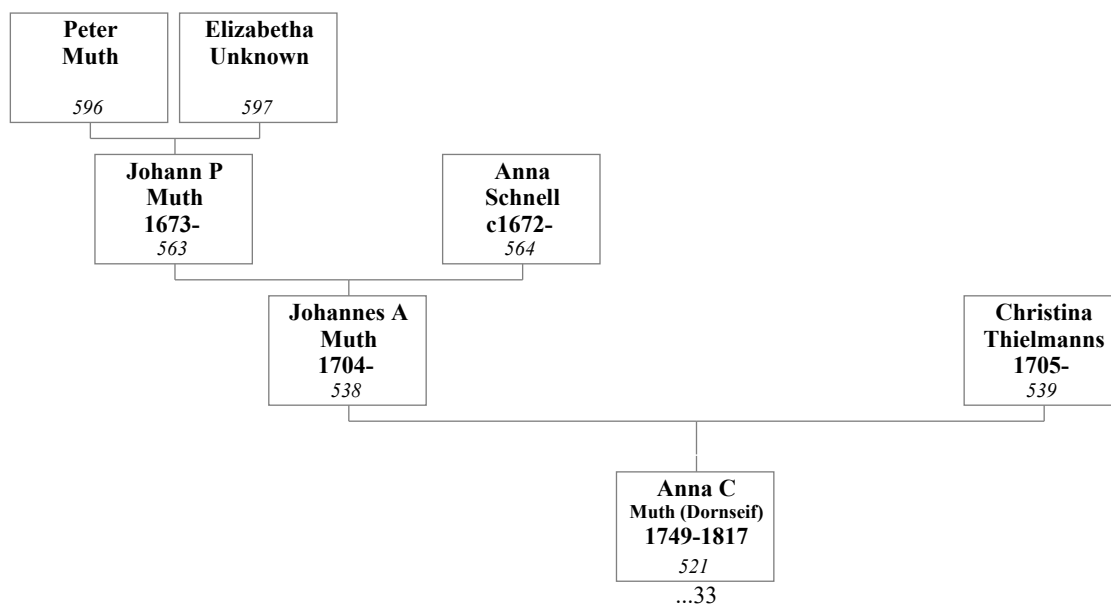 Peter
Muth
596
Elizabetha
Unknown
597
Johann P
Muth
1673-
563
Anna
Schnell
c1672-
564
Johannes A
Muth
1704-
538
Christina
Thielmanns
1705-
539
Anna C
Muth (Dornseif)
1749-1817
521
...33